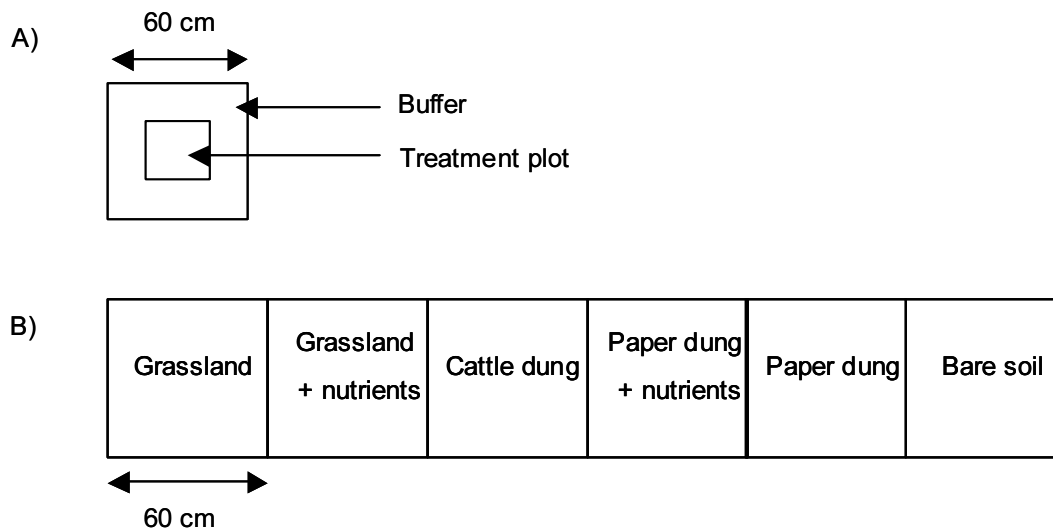 A)
60 cm
Buffer
Treatment plot
B)
Grassland
Grassland
+ nutrients
Cattle dung
Paper dung
+ nutrients
Paper dung
Bare soil
60 cm